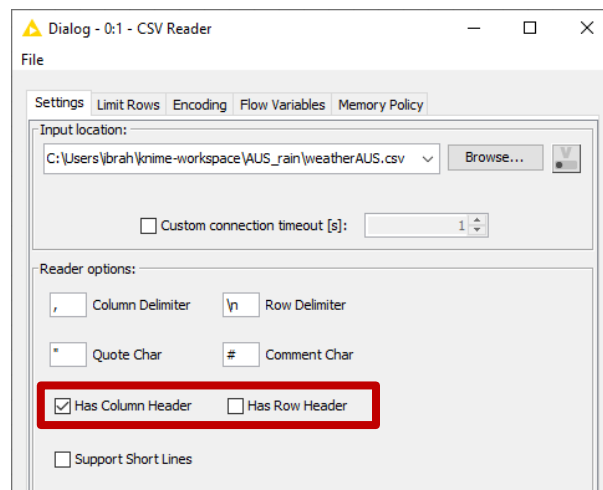 Dialog - 0:1 - CSV Reader
File
Settings Limit Rows Encoding Flow Variables Memory Policy
Input location:
C:\Users\ibrah\knime-workspace\AUS_rain\weatherAUS.csv Browse... V
Custom connection timeout [s]: 1
Reader options:
, Column Delimiter \n Row Delimiter
" Quote Char # Comment Char
Has Column Header Has Row Header
Support Short Lines